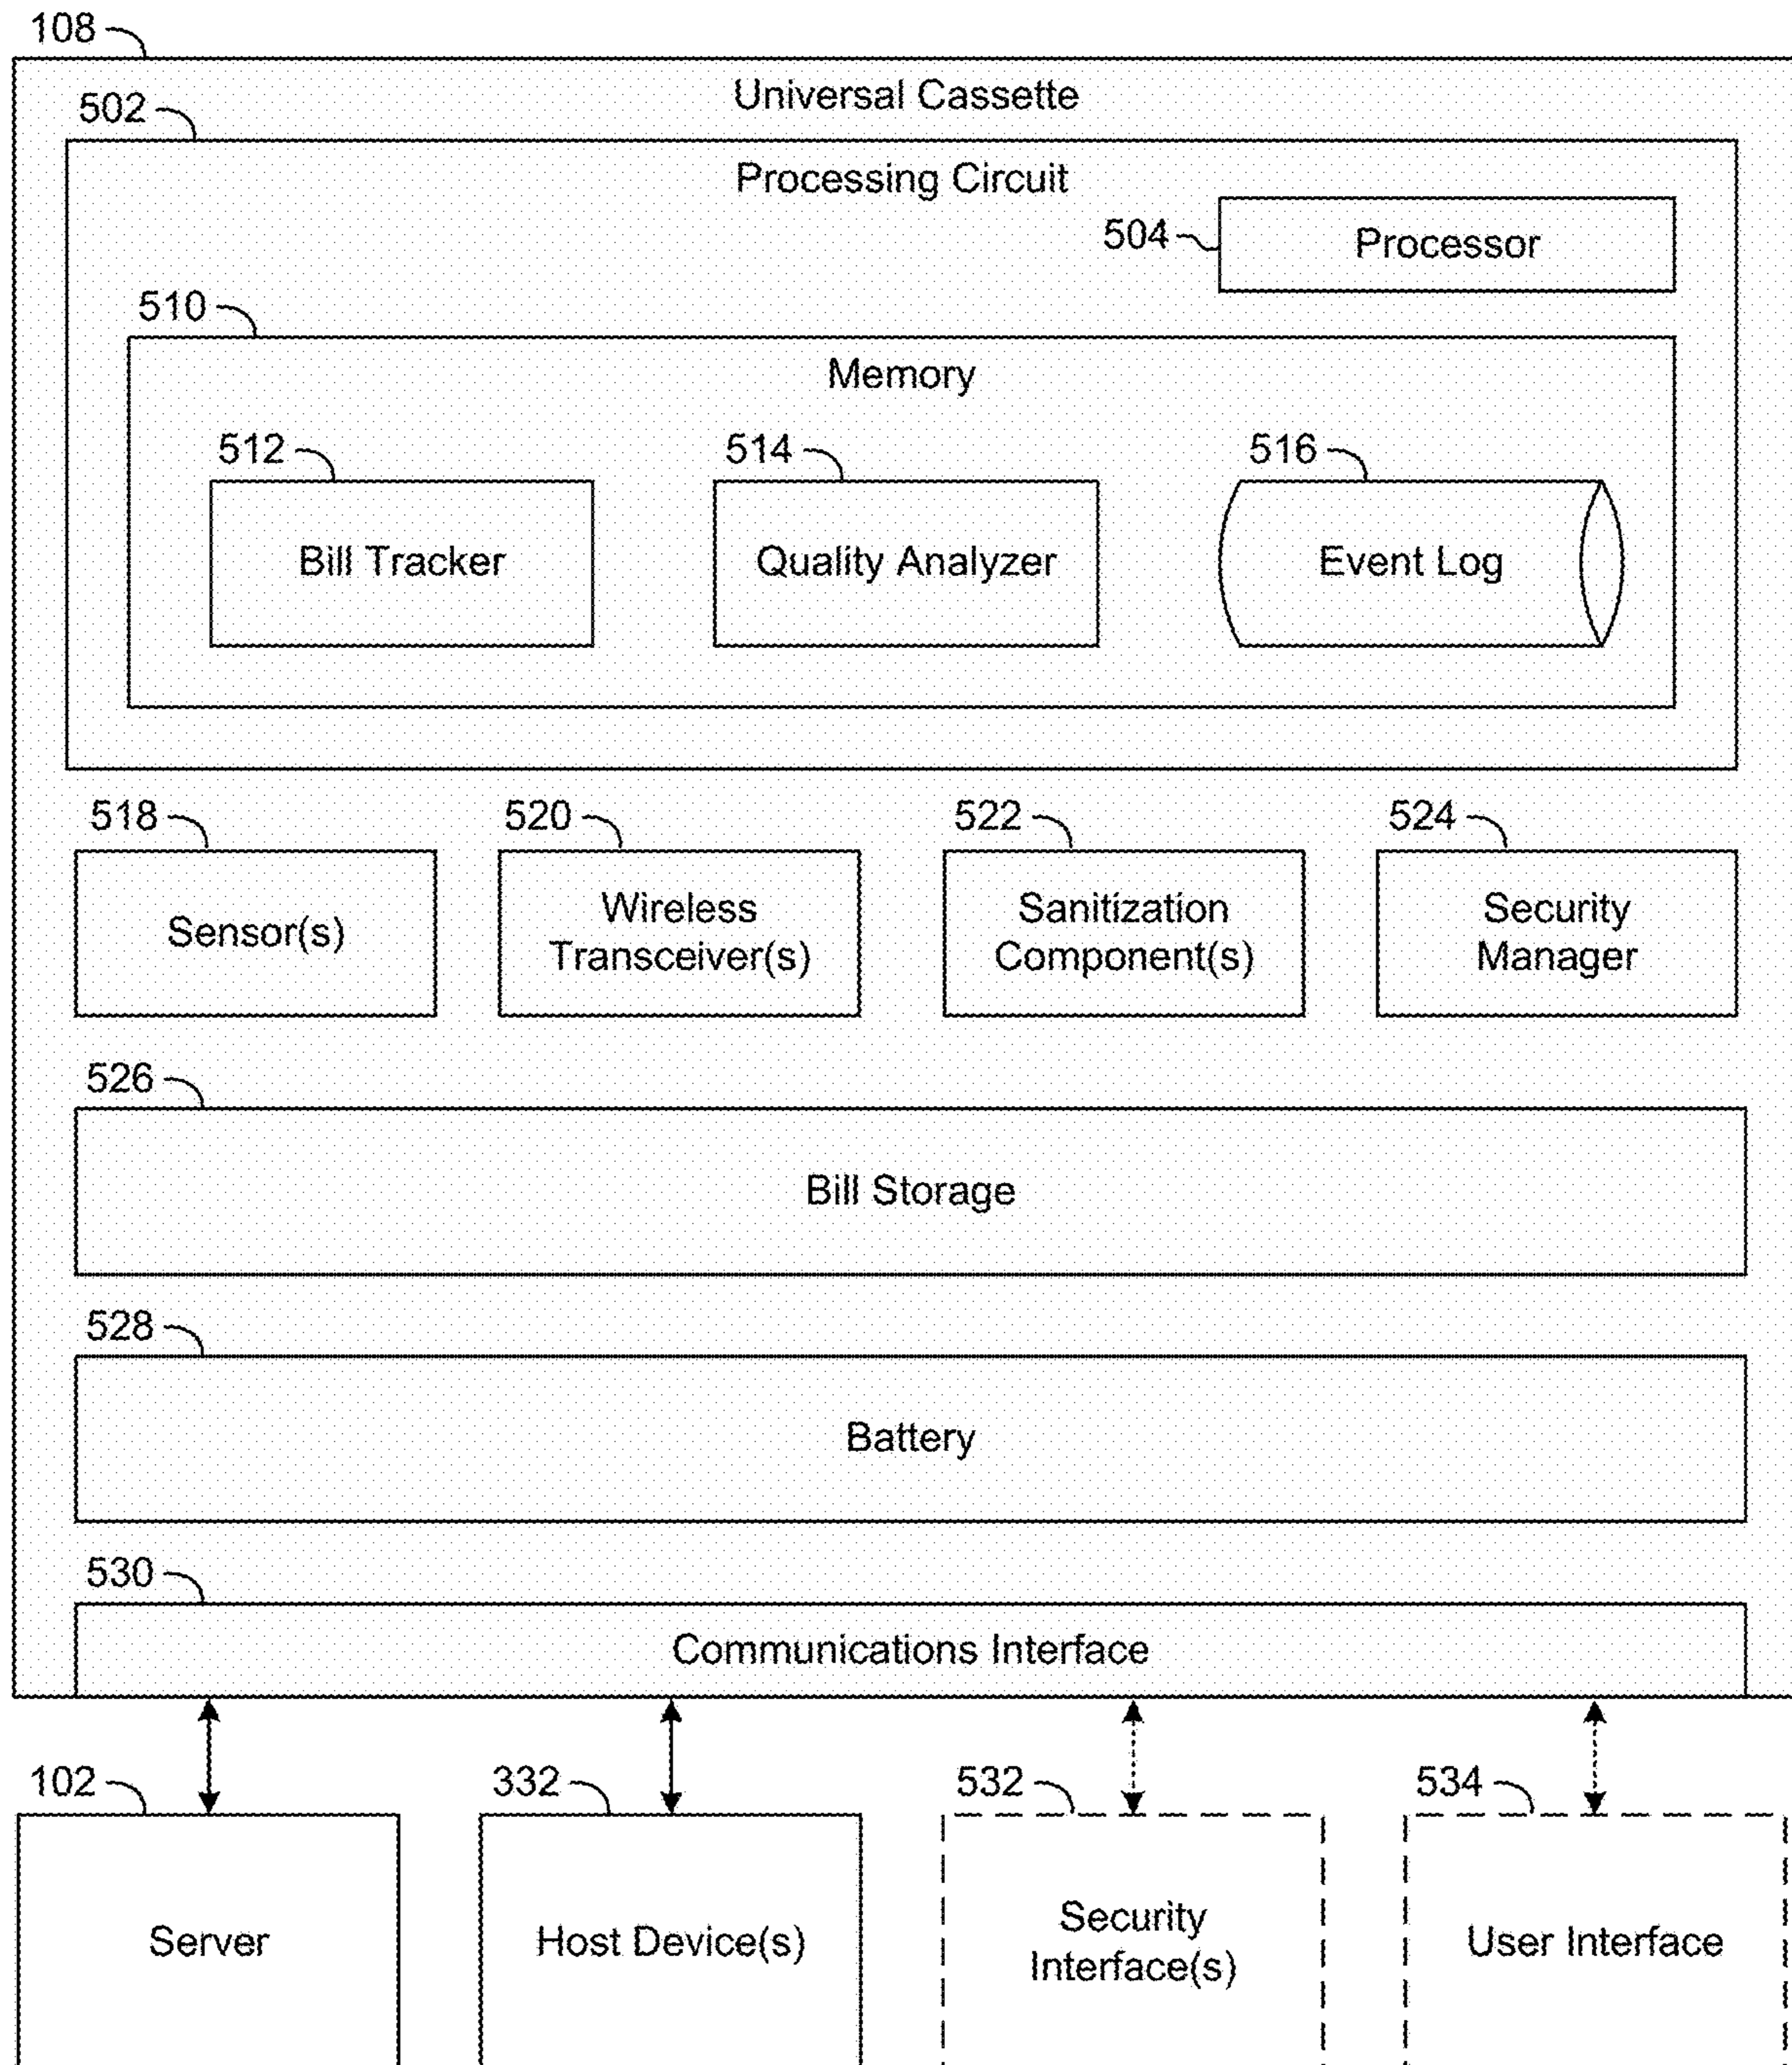 108
Universal Cassette
502
Processing Circuit
504
Processor
510
Memory
512
514
516
Bill Tracker
Quality Analyzer
Event Log
518
520
522
524
Sensor(s)
Wireless
Transceiver(s)
Sanitization
Component(s)
Security
Manager
526
Bill Storage
528
Battery
530
Communications Interface
102
332
532
534
Server
Host Device(s)
Security
Interface(s)
User Interface